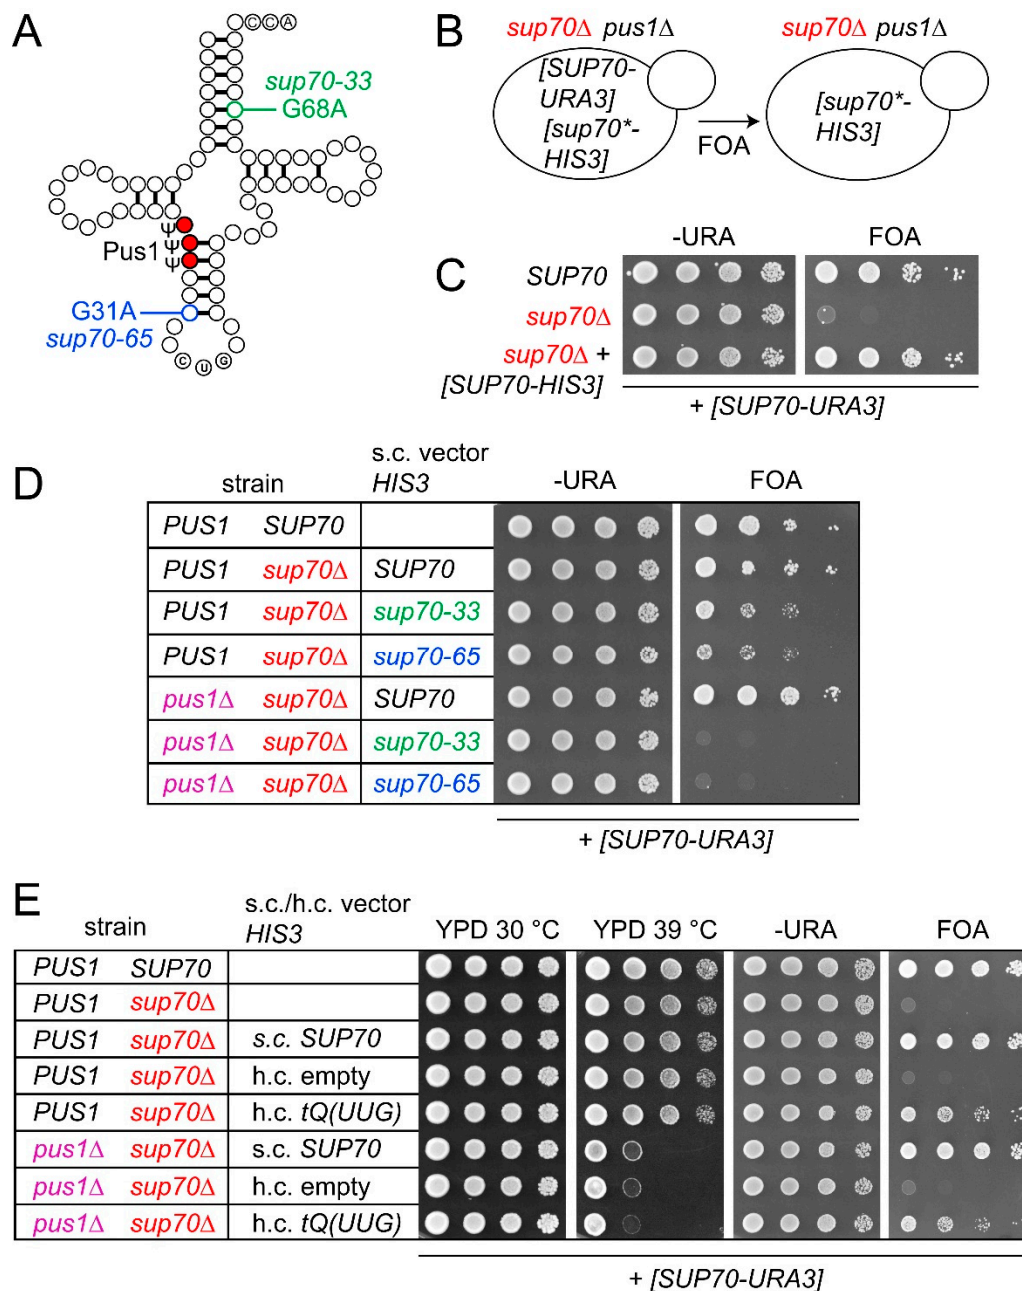 A
C C A
sup70-33
G68A
Ψ
Pus1 Ψ
Ψ
G31A
sup70-65
C U G
B
sup70Δ pus1Δ
[SUP70-
URA3]
[sup70*-
HIS3]
FOA
sup70Δ pus1Δ
[sup70*-
HIS3]
C
-URA FOA
SUP70
sup70Δ
sup70Δ +
[SUP70-HIS3]
+ [SUP70-URA3]
D
strain
s.c. vector
HIS3
-URA FOA
PUS1 SUP70
PUS1 sup70Δ SUP70
PUS1 sup70Δ sup70-33
PUS1 sup70Δ sup70-65
pus1Δ sup70Δ SUP70
pus1Δ sup70Δ sup70-33
pus1Δ sup70Δ sup70-65
+ [SUP70-URA3]
E
strain
s.c./h.c. vector
HIS3
YPD 30 °C YPD 39 °C -URA FOA
PUS1 SUP70
PUS1 sup70Δ
PUS1 sup70Δ s.c. SUP70
PUS1 sup70Δ h.c. empty
PUS1 sup70Δ h.c. tQ(UUG)
pus1Δ sup70Δ s.c. SUP70
pus1Δ sup70Δ h.c. empty
pus1Δ sup70Δ h.c. tQ(UUG)
+ [SUP70-URA3]